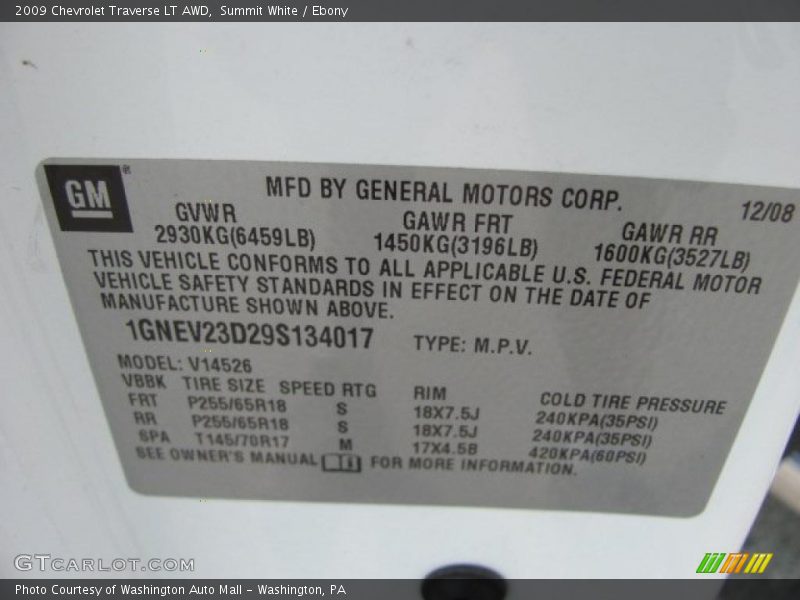 2009 Chevrolet Traverse LT AWD,  Summit White / Ebony
GM®
MFD BY GENERAL MOTORS CORP.
12/08
GVWR GAWR FRT GAWR RR
2930KG(6459LB) 1450KG(3196LB) 1600KG(3527LB)
THIS VEHICLE CONFORMS TO ALL APPLICABLE U.S. FEDERAL MOTOR
VEHICLE SAFETY STANDARDS IN EFFECT ON THE DATE OF
MANUFACTURE SHOWN ABOVE.
1GNEV23D29S134017 TYPE: M.P.V.
MODEL: V14526
VBBK TIRE SIZE SPEED RTG RIM COLD TIRE PRESSURE
FRT P255/65R18 S 18X7.5J 240KPA(35PSI)
RR P255/65R18 S 18X7.5J 240KPA(35PSI)
SPA T145/70R17 M 17X4.5B 420KPA(60PSI)
SEE OWNER'S MANUAL FOR MORE INFORMATION.
GTCARLOT.COM
Photo Courtesy of Washington Auto Mall - Washington, PA